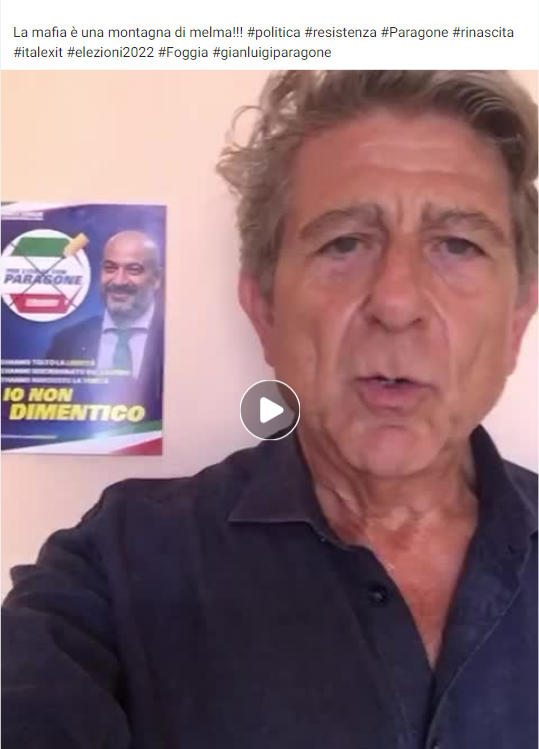 La mafia è una montagna di melma!!! #politica #resistenza #Paragone #rinascita
#italexit #elezioni2022 #Foggia #gianluigiparagone
PARAGONE
IO NON
DIMENTICO